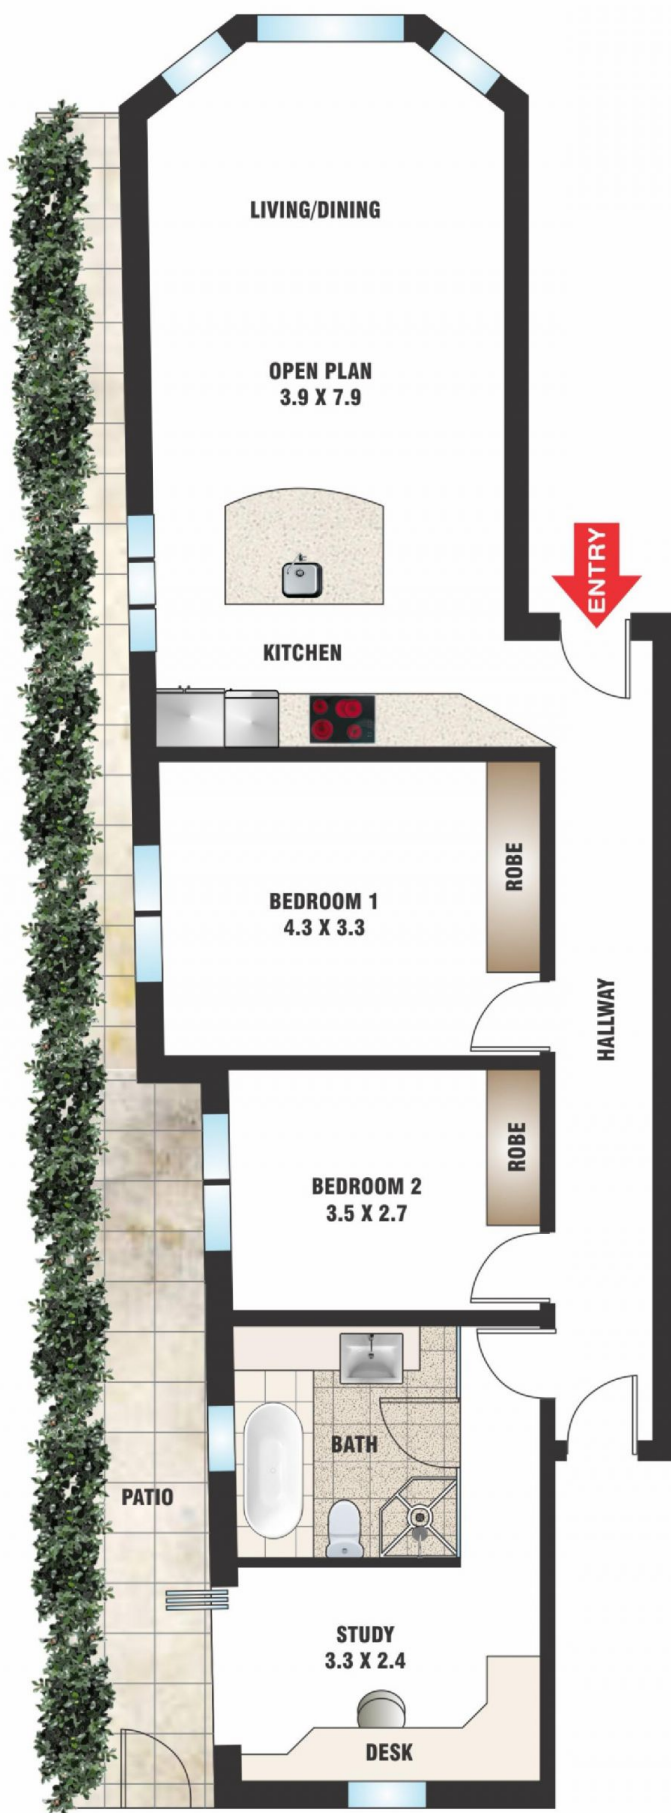 LIVING/DINING
OPEN PLAN
3.9 X 7.9
ENTRY
KITCHEN
ROBE
BEDROOM 1
4.3 X 3.3
HALLWAY
ROBE
BEDROOM 2
3.5 X 2.7
BATH
PATIO
STUDY
3.3 X 2.4
DESK